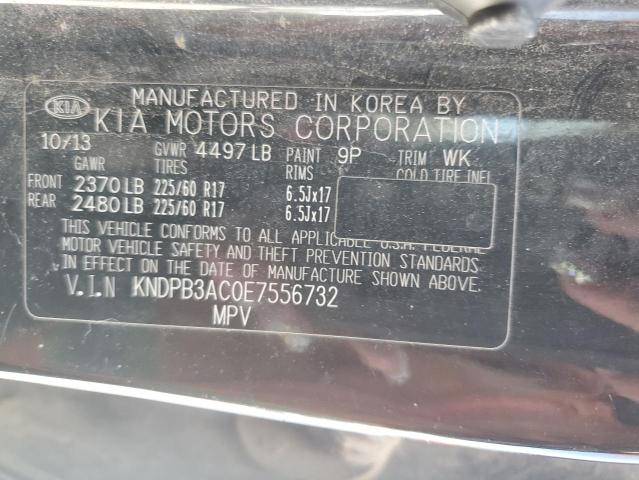 KIA MANUFACTURED IN KOREA BY
KIA MOTORS CORPORATION
10/13 GVWR 4497 LB PAINT 9P TRIM WK
GAWR TIRES RIMS COLD TIRE INFL
FRONT 2370 LB 225/60 R17 6.5Jx17
REAR 2480 LB 225/60 R17 6.5Jx17
THIS VEHICLE CONFORMS TO ALL APPLICABLE U.S.A. FEDERAL
MOTOR VEHICLE SAFETY AND THEFT PREVENTION STANDARDS
IN EFFECT ON THE DATE OF MANUFACTURE SHOWN ABOVE.
V.I.N KNDPB3AC0E7556732
MPV